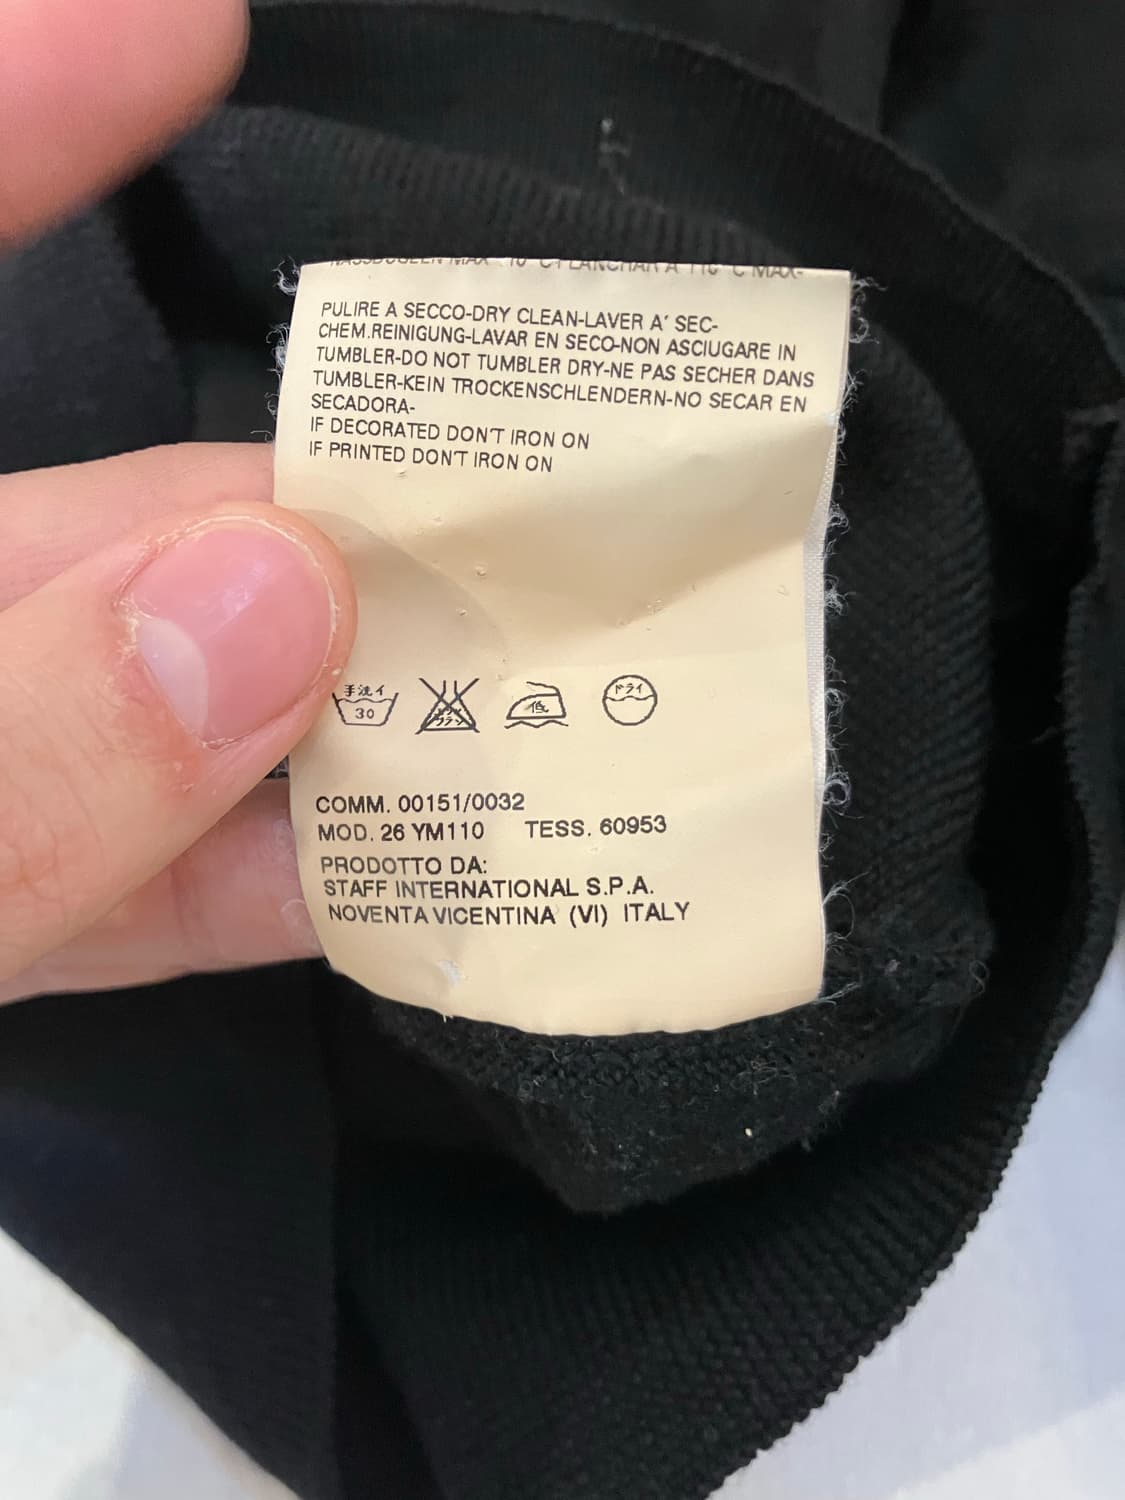 PLANCHAR A 110 °C MAX-
PULIRE A SECCO-DRY CLEAN-LAVER A' SEC-
CHEM.REINIGUNG-LAVAR EN SECO-NON ASCIUGARE IN
TUMBLER-DO NOT TUMBLER DRY-NE PAS SECHER DANS
TUMBLER-KEIN TROCKENSCHLENDERN-NO SECAR EN
SECADORA-
IF DECORATED DON'T IRON ON
IF PRINTED DON'T IRON ON
手洗イ 低 ドライ
30
COMM. 00151/0032
MOD. 26 YM110 TESS. 60953
PRODOTTO DA:
STAFF INTERNATIONAL S.P.A.
NOVENTA VICENTINA (VI) ITALY